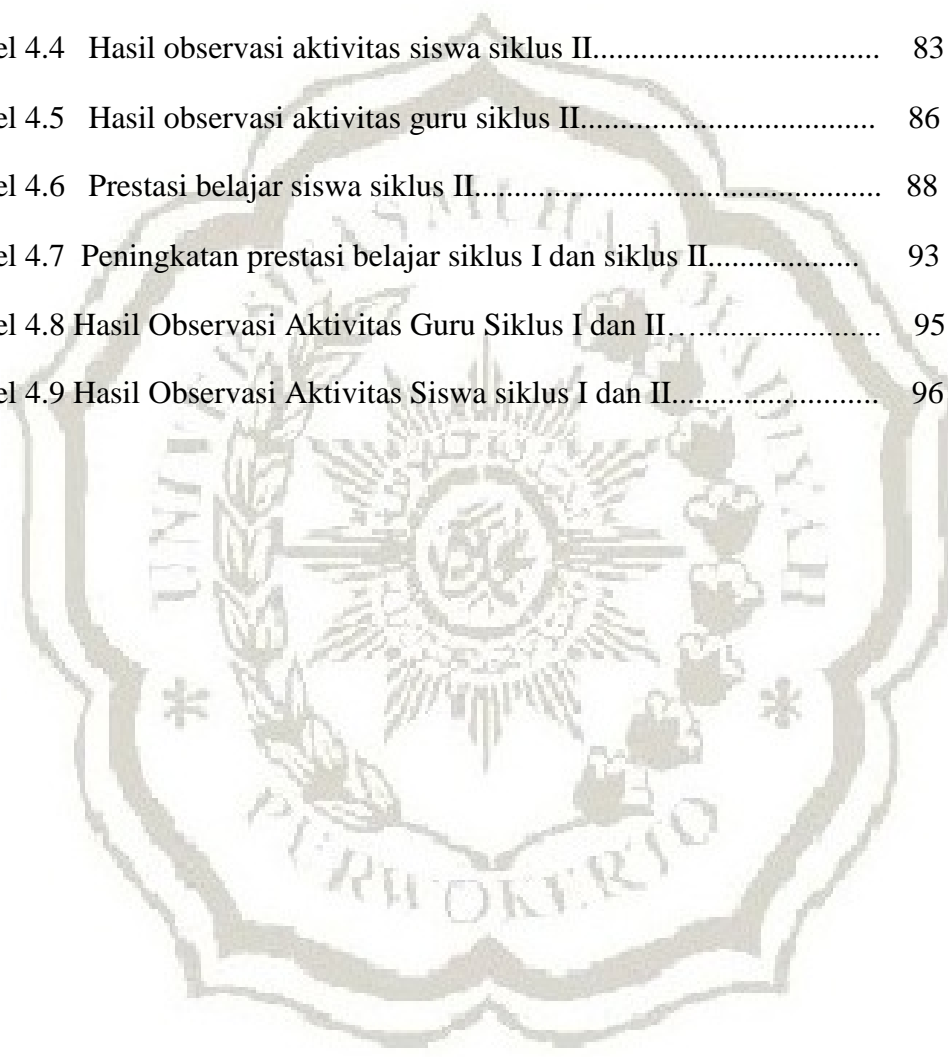 el 4.4 Hasil observasi aktivitas siswa siklus II.................................... 83
el 4.5 Hasil observasi aktivitas guru siklus II..................................... 86
el 4.6 Prestasi belajar siswa siklus II................................................... 88
el 4.7 Peningkatan prestasi belajar siklus I dan siklus II................... 93
el 4.8 Hasil Observasi Aktivitas Guru Siklus I dan II…....................... 95
el 4.9 Hasil Observasi Aktivitas Siswa siklus I dan II.......................... 96
UNIVERSITAS MUHAMMADIYAH
* *
PURWOKERTO